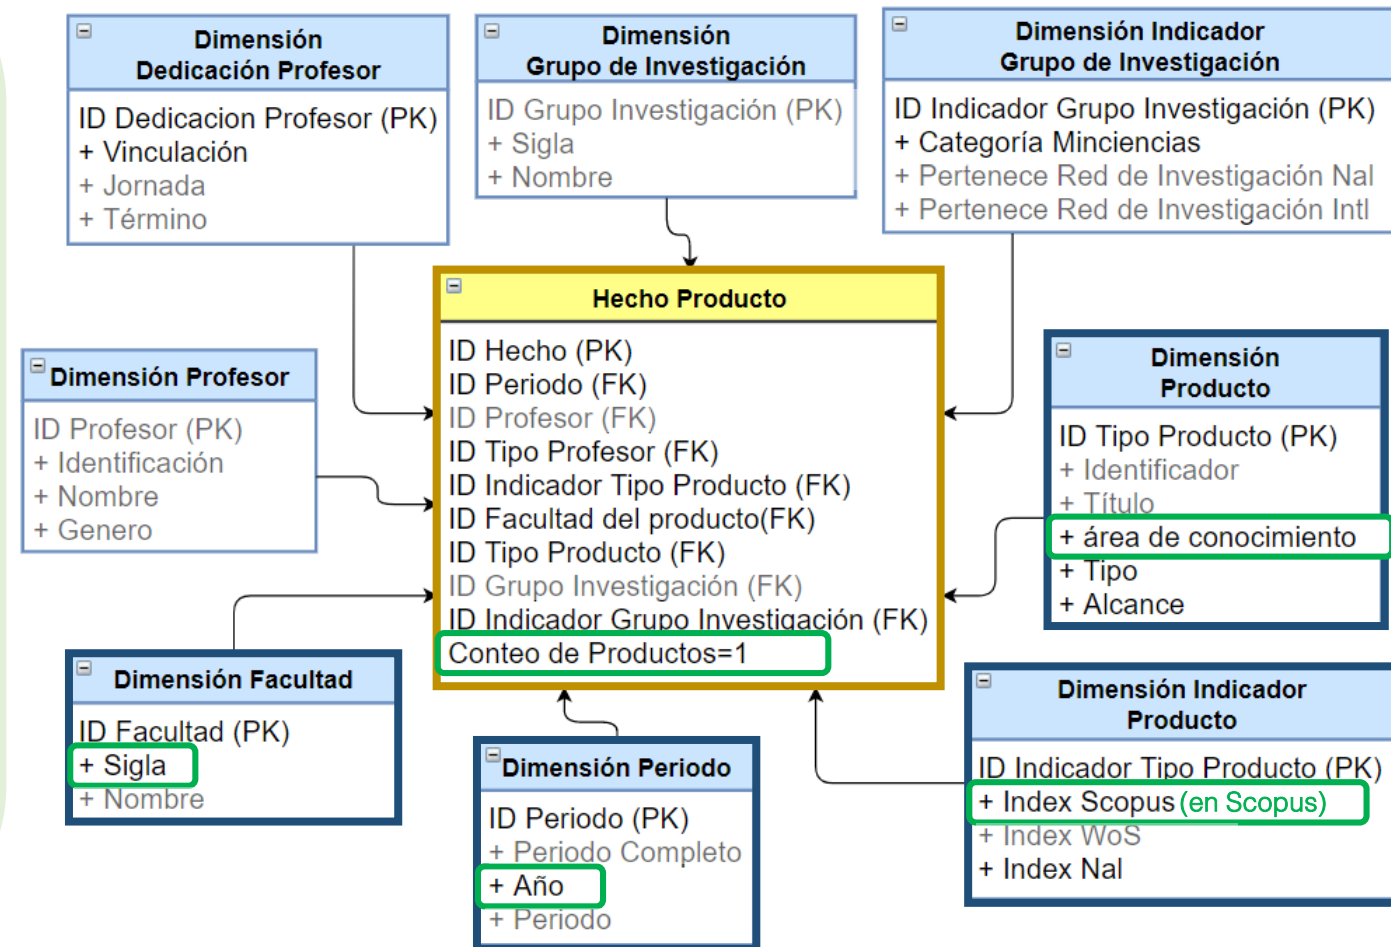 Dimensión
Dedicación Profesor
ID Dedicacion Profesor (PK)
+ Vinculación
+ Jornada
+ Término
Dimensión
Grupo de Investigación
ID Grupo Investigación (PK)
+ Sigla
+ Nombre
Dimensión Indicador
Grupo de Investigación
ID Indicador Grupo Investigación (PK)
+ Categoría Minciencias
+ Pertenece Red de Investigación Nal
+ Pertenece Red de Investigación Intl
Hecho Producto
ID Hecho (PK)
ID Periodo (FK)
ID Profesor (FK)
ID Tipo Profesor (FK)
ID Indicador Tipo Producto (FK)
ID Facultad del producto(FK)
ID Tipo Producto (FK)
ID Grupo Investigación (FK)
ID Indicador Grupo Investigación (FK)
Conteo de Productos=1
Dimensión Profesor
ID Profesor (PK)
+ Identificación
+ Nombre
+ Genero
Dimensión
Producto
ID Tipo Producto (PK)
+ Identificador
+ Título
+ área de conocimiento
+ Tipo
+ Alcance
Dimensión Facultad
ID Facultad (PK)
+ Sigla
+ Nombre
Dimensión Periodo
ID Periodo (PK)
+ Periodo Completo
+ Año
+ Periodo
Dimensión Indicador
Producto
ID Indicador Tipo Producto (PK)
+ Index Scopus (en Scopus)
+ Index WoS
+ Index Nal